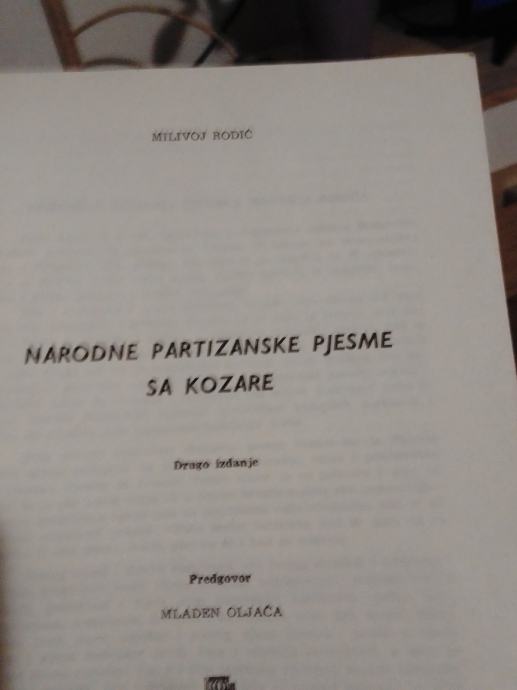 MILIVOJ RODIĆ
NARODNE PARTIZANSKE PJESME
SA KOZARE
Drugo izdanje
Predgovor
MLADEN OLJAČA